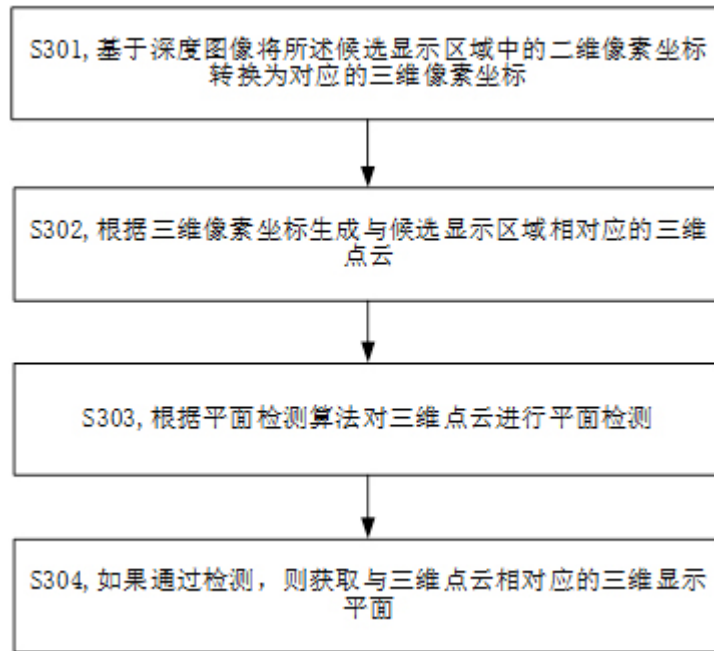 S301, 基于深度图像将所述候选显示区域中的二维像素坐标
转换为对应的三维像素坐标
S302, 根据三维像素坐标生成与候选显示区域相对应的三维
点云
S303, 根据平面检测算法对三维点云进行平面检测
S304, 如果通过检测，则获取与三维点云相对应的三维显示
平面